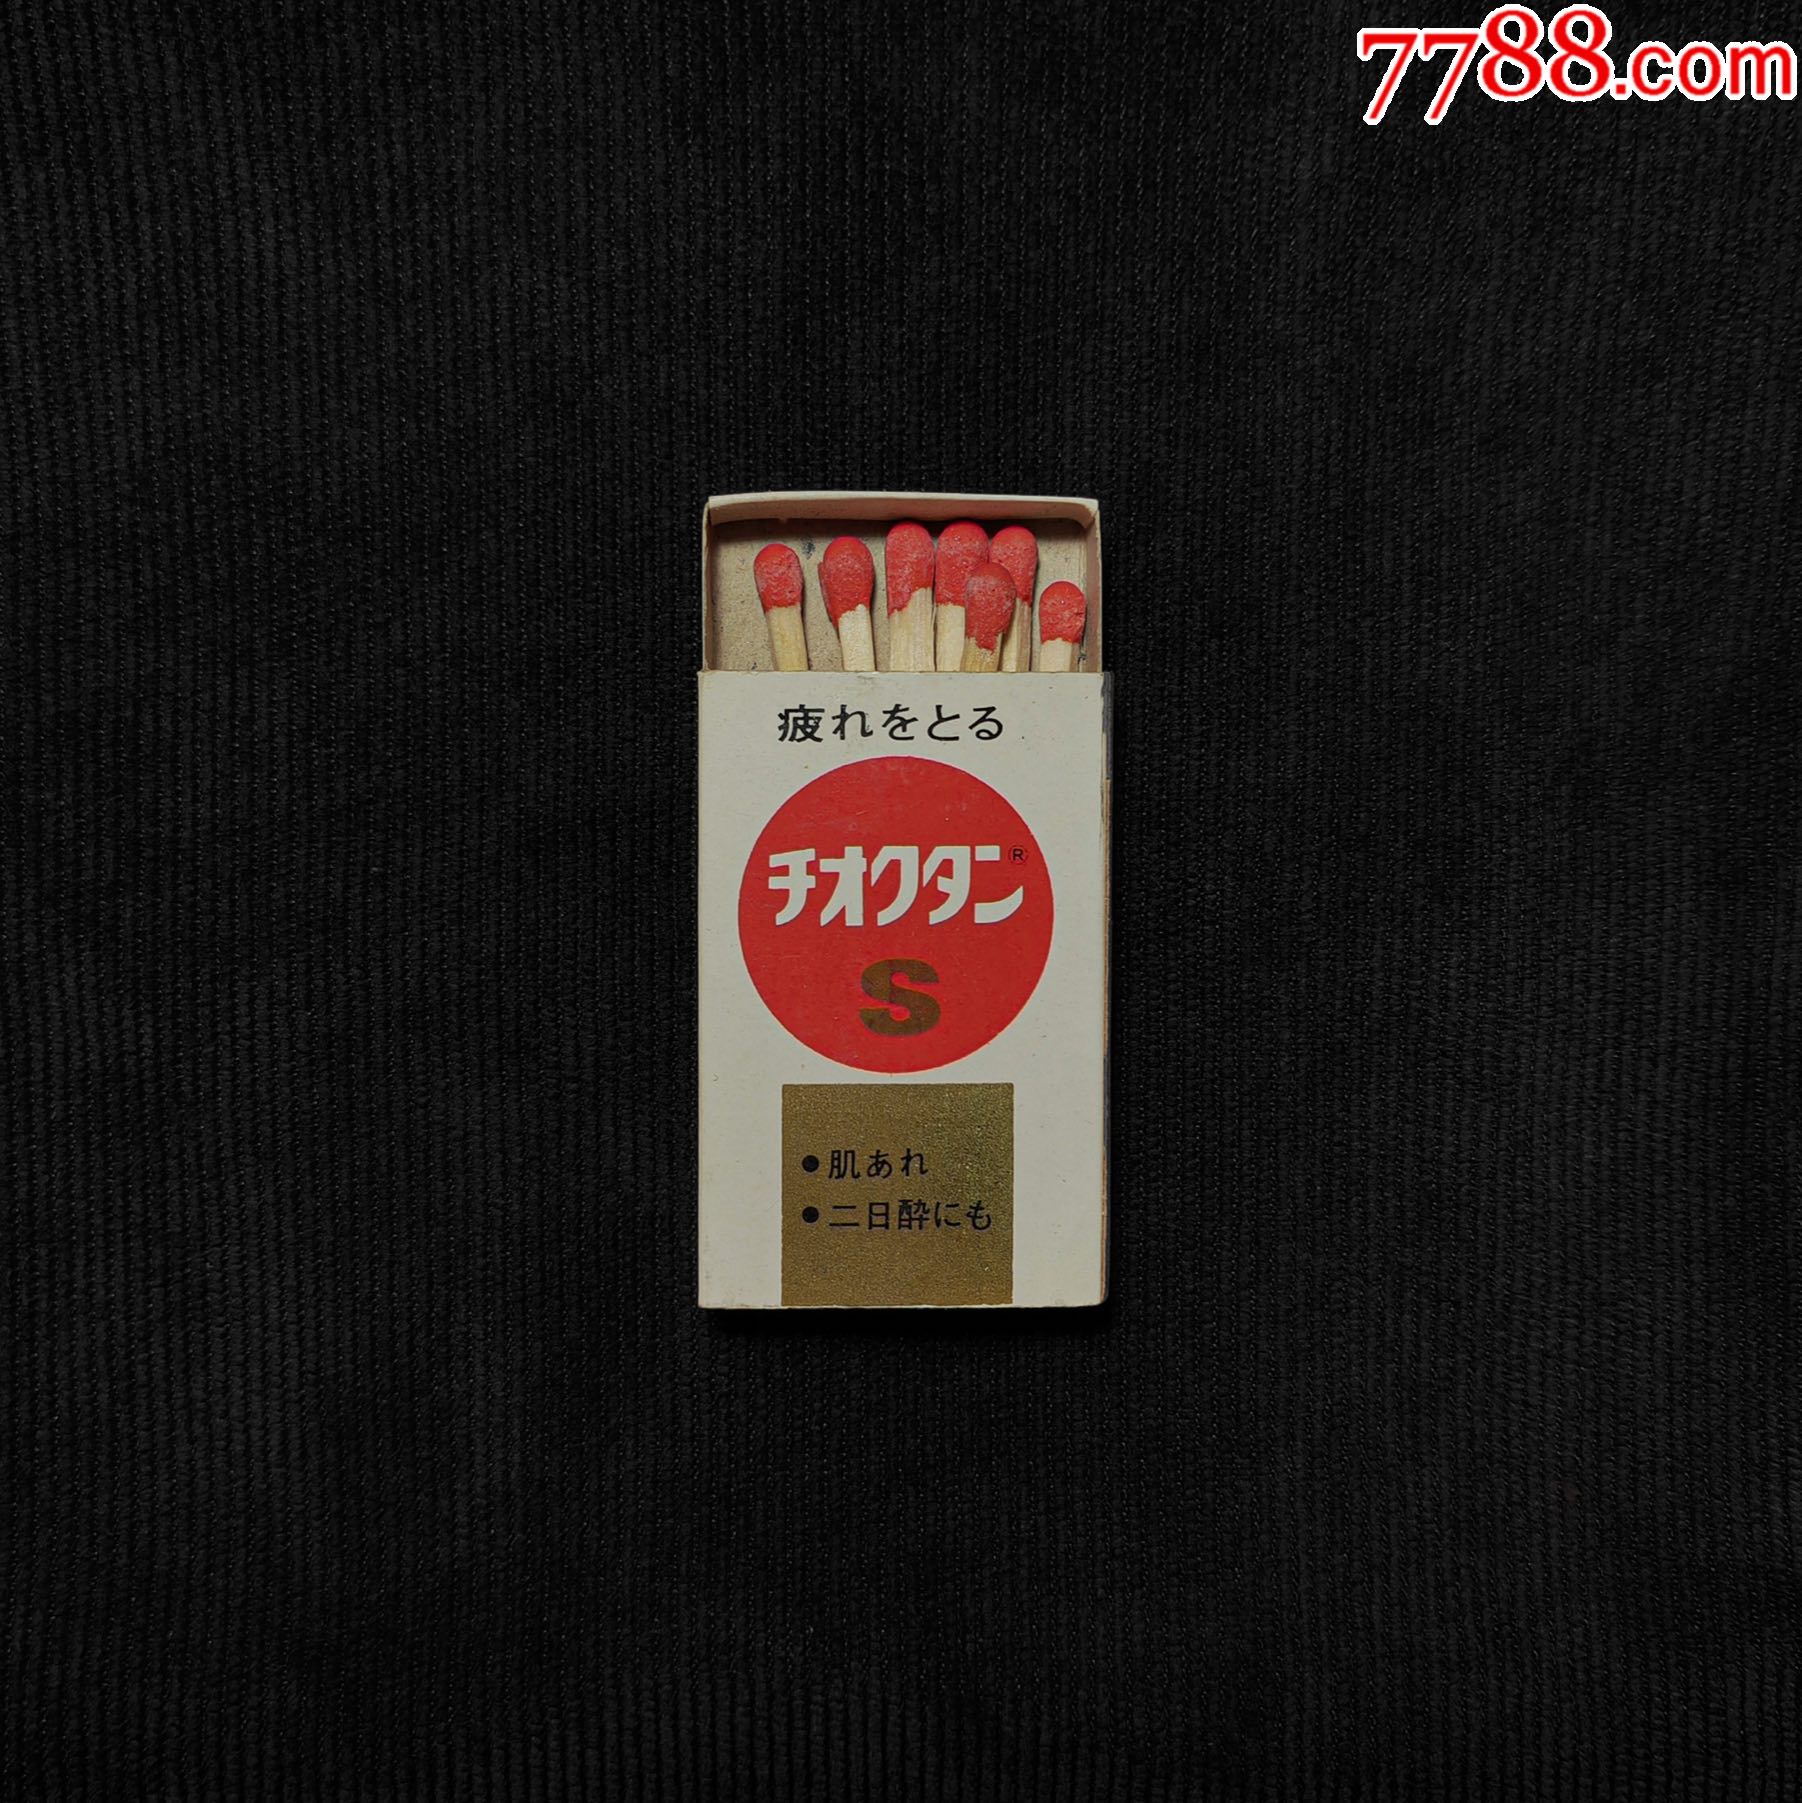 7788.com
疲れをとる
チオクタン®
S
●肌あれ
●二日酔にも